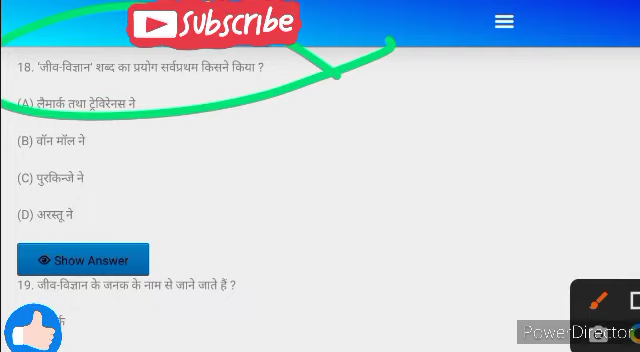 Subscribe
18. 'जीव-विज्ञान' शब्द का प्रयोग सर्वप्रथम किसने किया ?
(A) लैमार्क तथा ट्रेविरेनस ने
(B) वॉन मॉल ने
(C) पुरकिन्जे ने
(D) अरस्तू ने
Show Answer
19. जीव-विज्ञान के जनक के नाम से जाने जाते हैं ?
PowerDirector